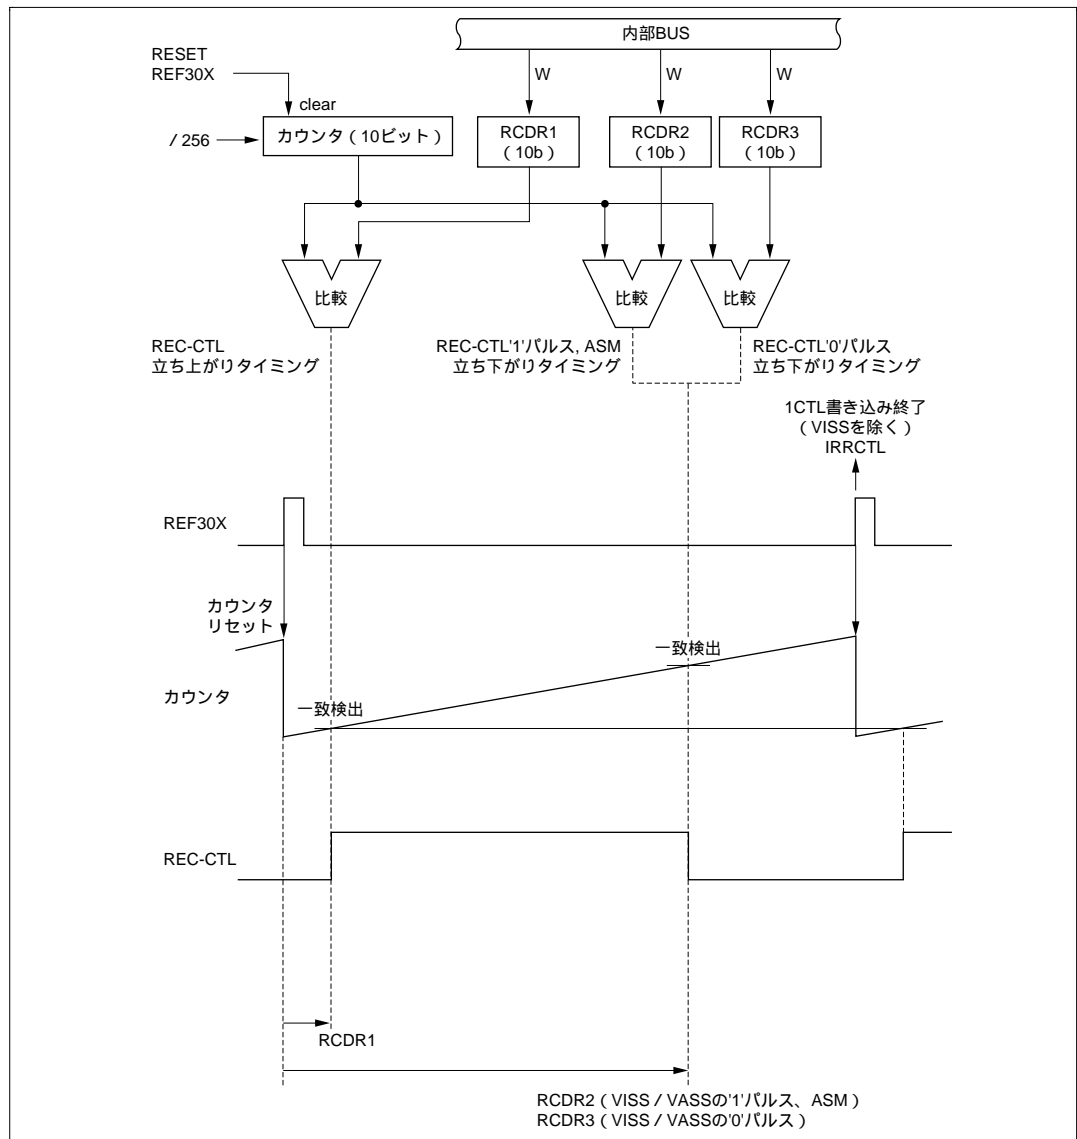 内部BUS
RESET
REF30X
W
W
W
clear
/ 256
カウンタ（10ビット）
RCDR1
（10b）
RCDR2
（10b）
RCDR3
（10b）
比較
比較
比較
REC-CTL
立ち上がりタイミング
REC-CTL'1'パルス, ASM
立ち下がりタイミング
REC-CTL'0'パルス
立ち下がりタイミング
1CTL書き込み終了
（VISSを除く）
IRRCTL
REF30X
カウンタ
リセット
一致検出
カウンタ
一致検出
REC-CTL
RCDR1
RCDR2（VISS / VASSの'1'パルス、ASM）
RCDR3（VISS / VASSの'0'パルス）